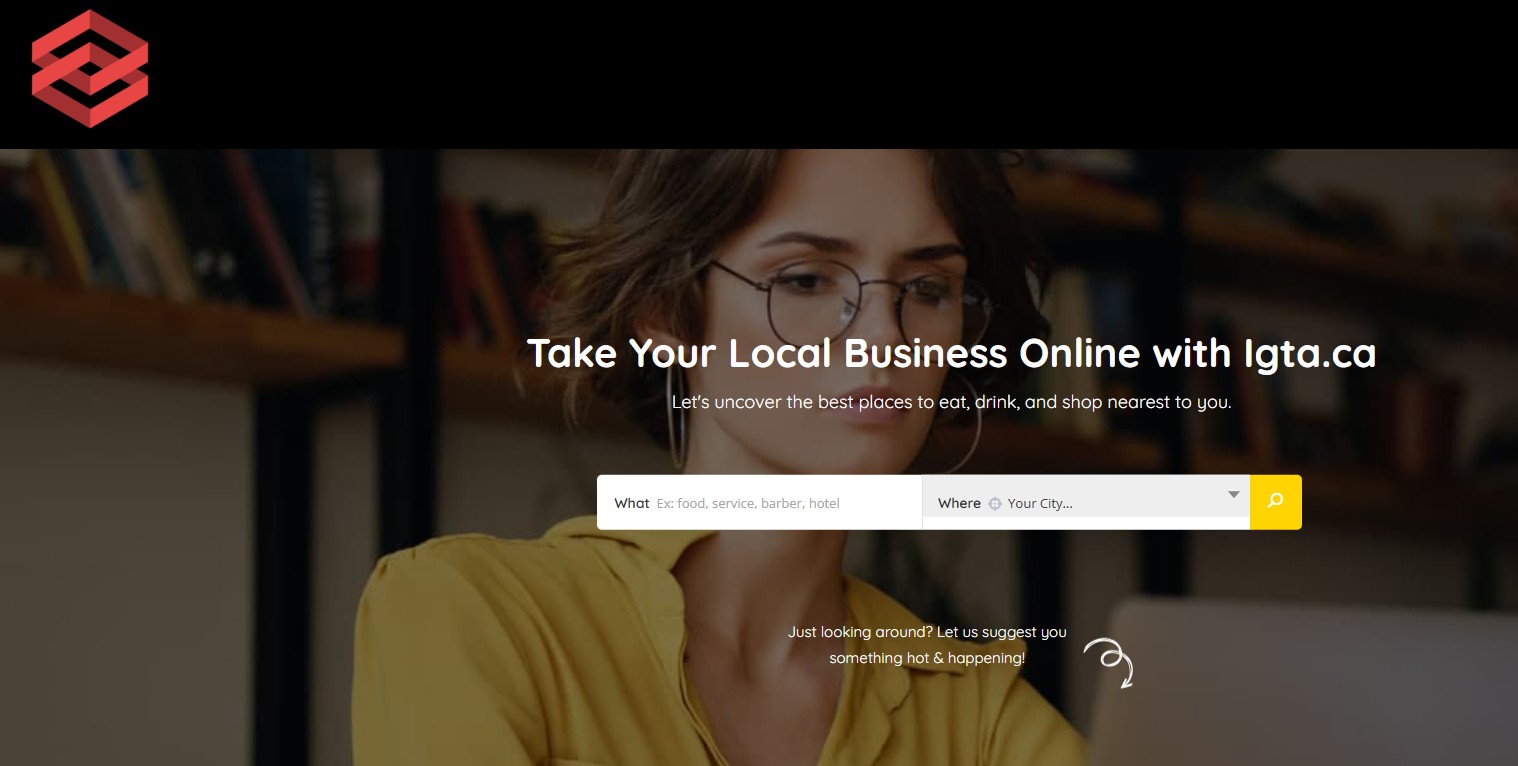 Take Your Local Business Online with Igta.ca
Let's uncover the best places to eat, drink, and shop nearest to you.
What Ex: food, service, barber, hotel Where Your City...
Just looking around? Let us suggest you
something hot & happening!